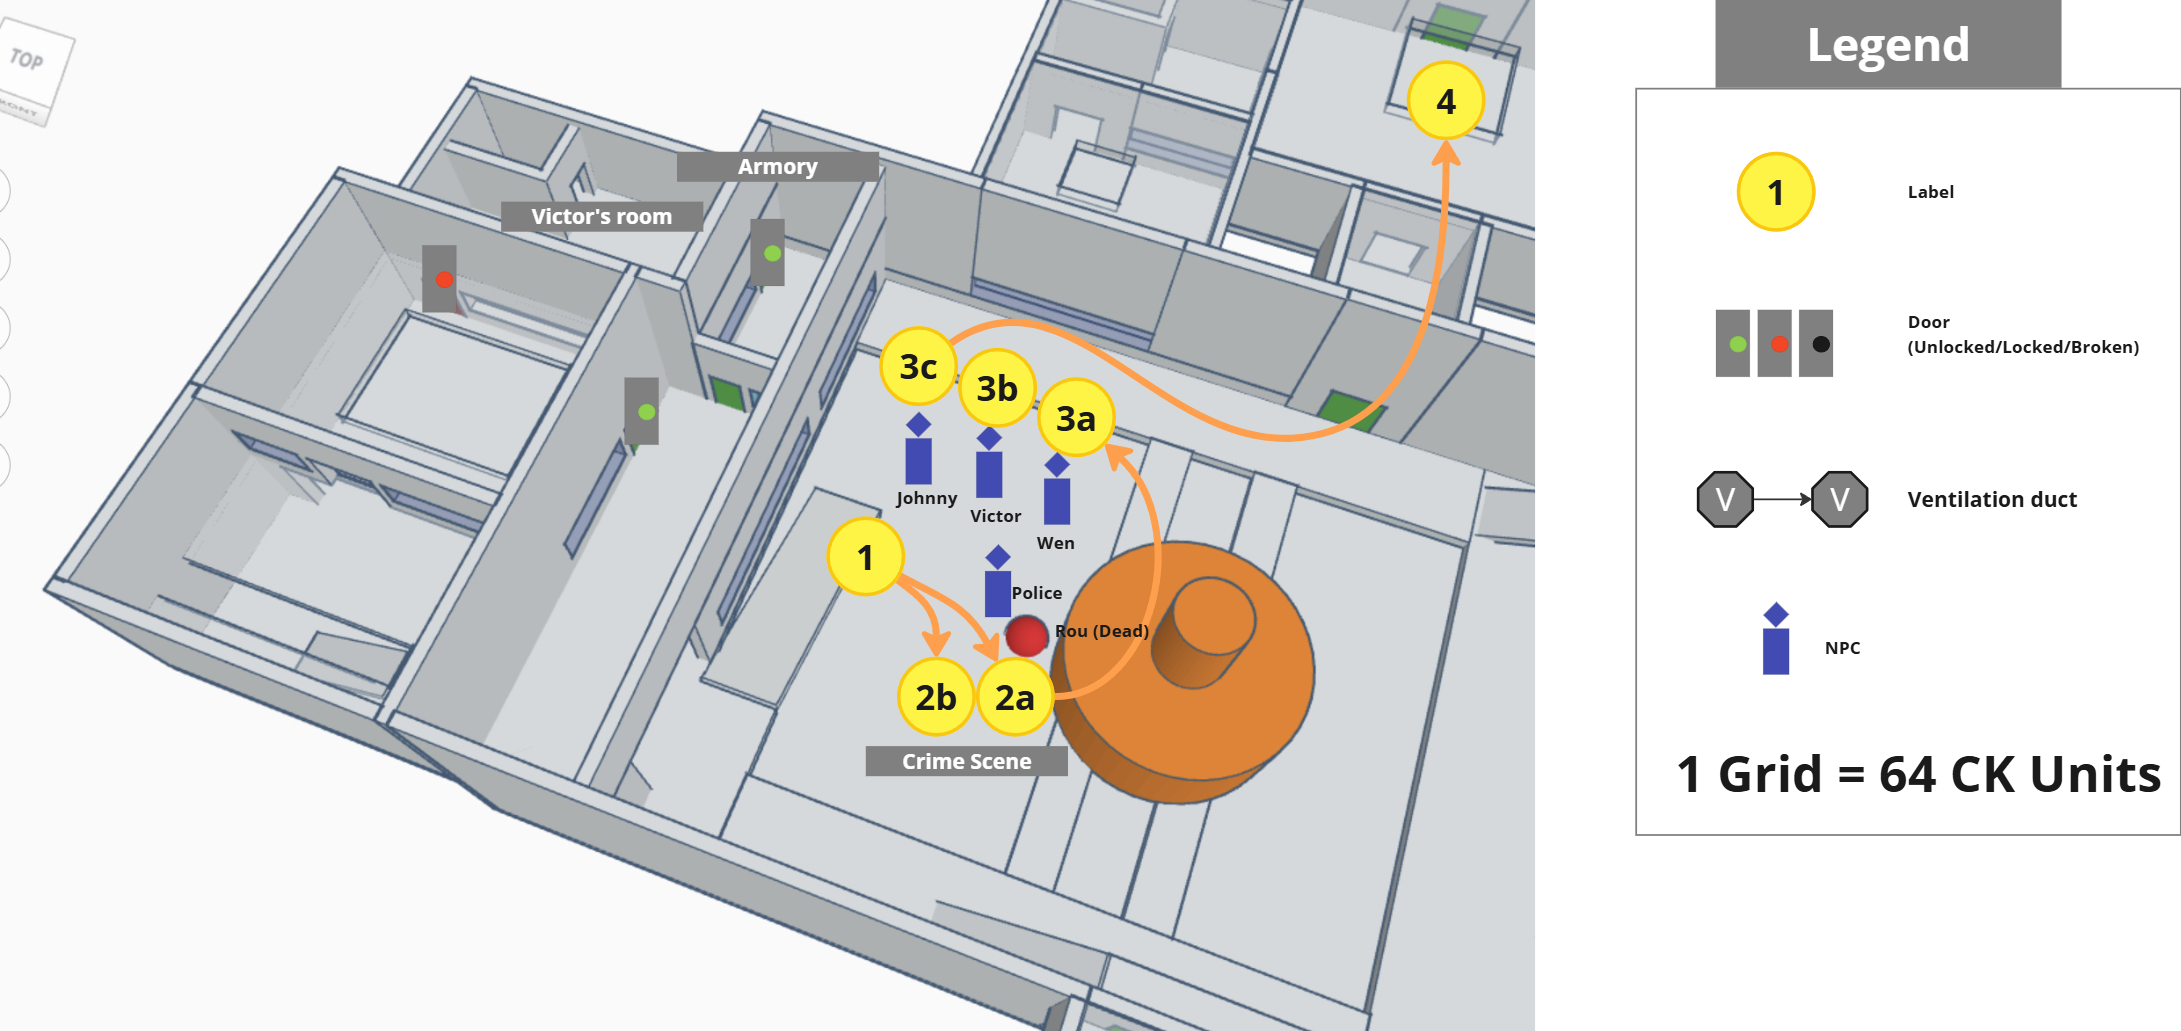 TOP
Armory
Victor's room
4
3c
3b
3a
Johnny
Victor
Wen
1
Police
Rou (Dead)
2b
2a
Crime Scene
Legend
1
Label
Door
(Unlocked/Locked/Broken)
V
V
Ventilation duct
NPC
1 Grid = 64 CK Units